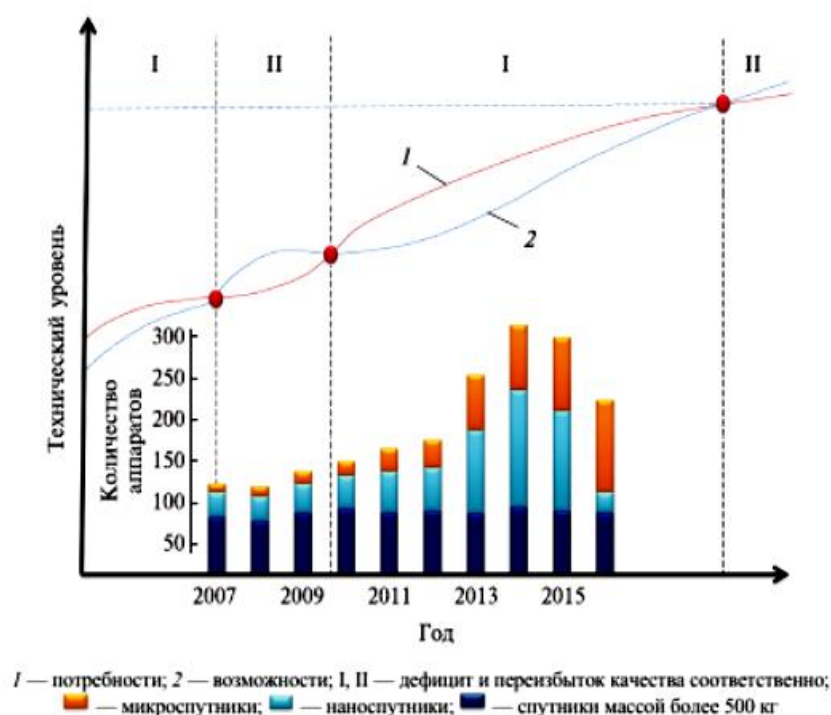 I II I II
1
2
Технический уровень
Количество
аппаратов
300
250
200
150
100
50
2007 2009 2011 2013 2015
Год
1 — потребности; 2 — возможности; I, II — дефицит и переизбыток качества соответственно;
— микроспутники; — наноспутники; — спутники массой более 500 кг